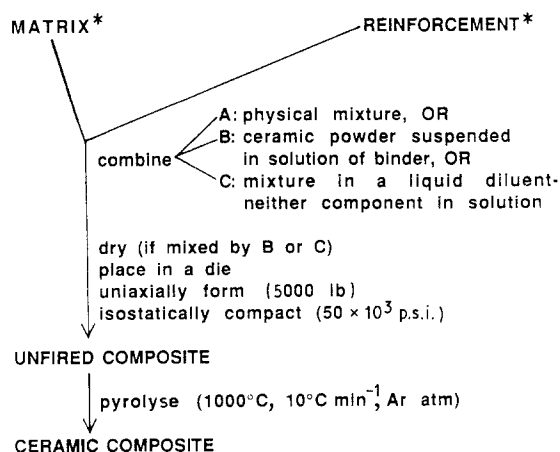 MATRIX*
REINFORCEMENT*
combine
A: physical mixture, OR
B: ceramic powder suspended
in solution of binder, OR
C: mixture in a liquid diluent-
neither component in solution
dry (if mixed by B or C)
place in a die
uniaxially form (5000 lb)
isostatically compact (50 × 10³ p.s.i.)
UNFIRED COMPOSITE
pyrolyse (1000°C, 10°C min⁻¹, Ar atm)
CERAMIC COMPOSITE